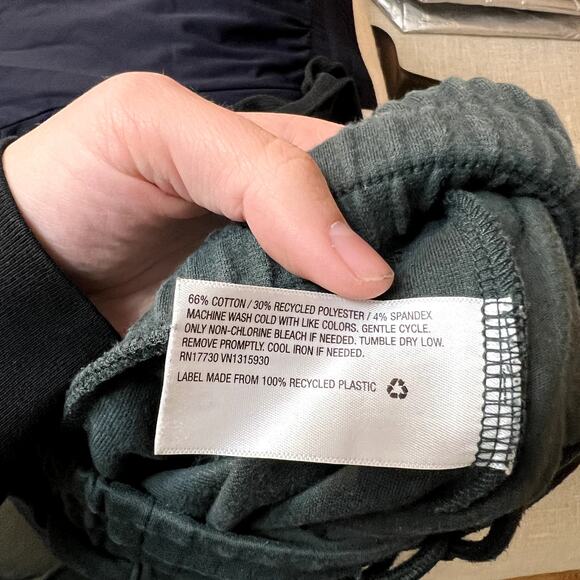 66% COTTON / 30% RECYCLED POLYESTER / 4% SPANDEX
MACHINE WASH COLD WITH LIKE COLORS. GENTLE CYCLE.
ONLY NON-CHLORINE BLEACH IF NEEDED. TUMBLE DRY LOW.
REMOVE PROMPTLY. COOL IRON IF NEEDED.
RN17730 VN1315930
LABEL MADE FROM 100% RECYCLED PLASTIC